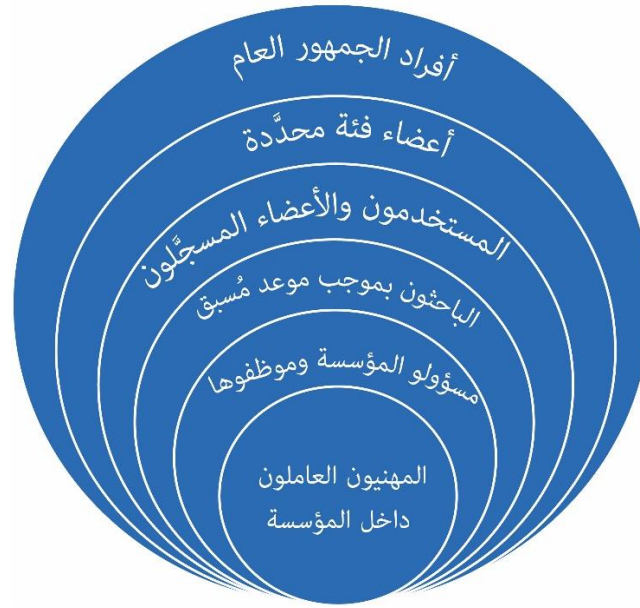 أفراد الجمهور العام
أعضاء فئة محدَّدة
المستخدمون والأعضاء المسجَّلون
الباحثون بموجب موعد مُسبق
مسؤولو المؤسسة وموظفوها
المهنيون العاملون
داخل المؤسسة